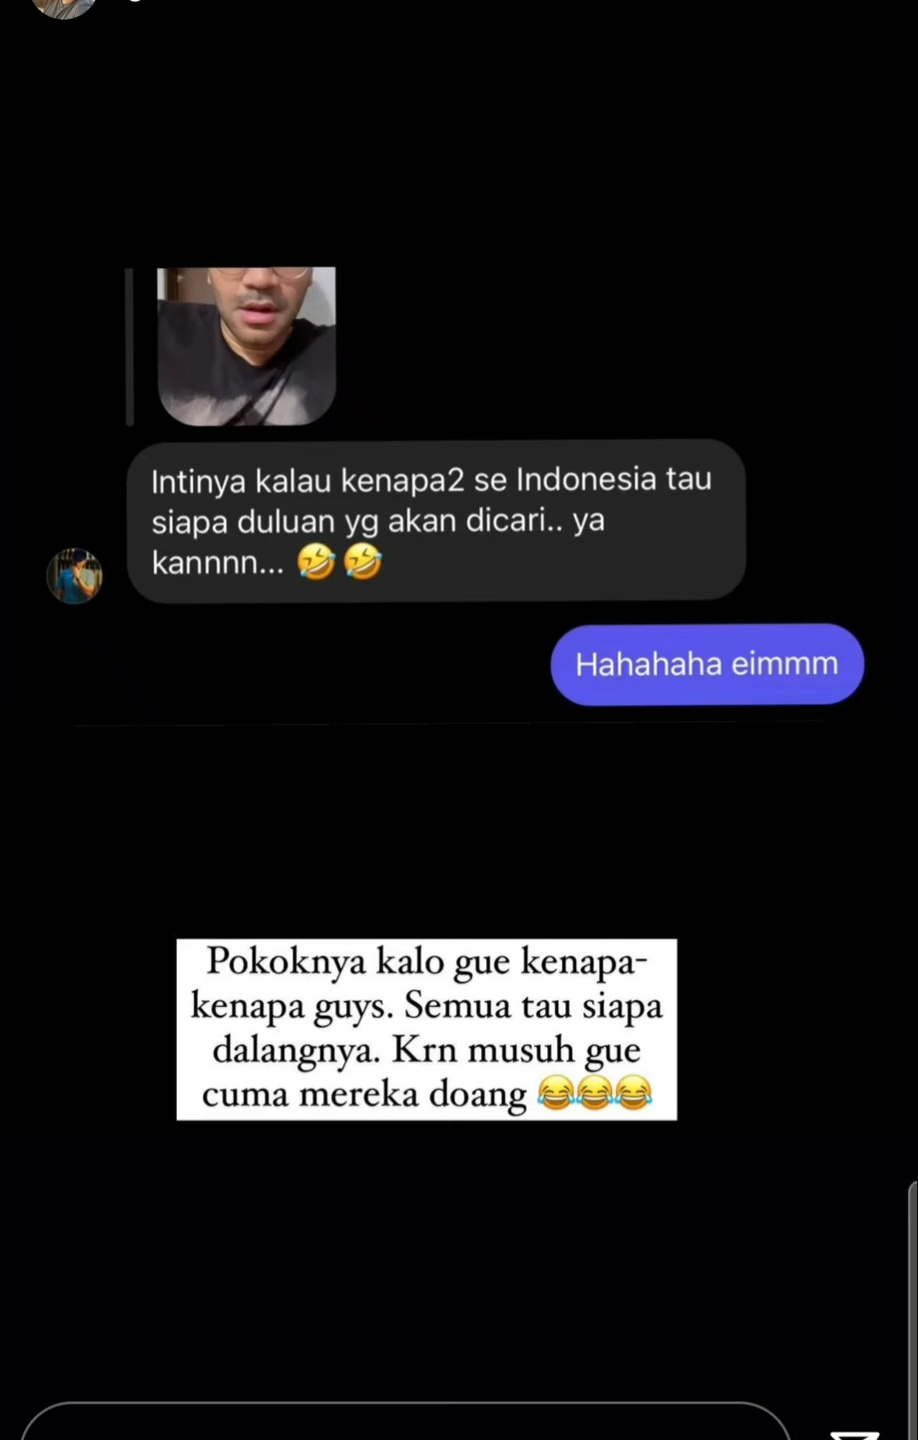 Intinya kalau kenapa2 se Indonesia tau
siapa duluan yg akan dicari.. ya
kannnn... 🤣🤣
Hahahaha eimmm
Pokoknya kalo gue kenapa-
kenapa guys. Semua tau siapa
dalangnya. Krn musuh gue
cuma mereka doang 😂😂😂